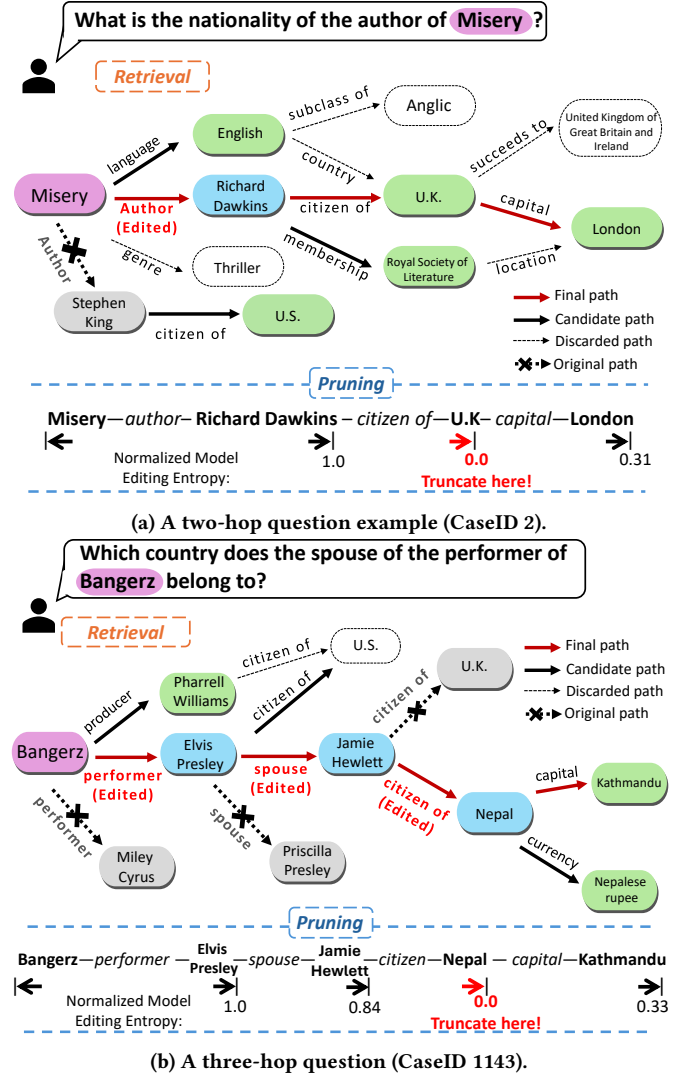 What is the nationality of the author of Misery ?
Retrieval
subclass of
Anglic
United Kingdom of
Great Britain and
Ireland
English
language
country
succeeds to
Misery
Richard
Dawkins
U.K.
Author
(Edited)
citizen of
capital
London
Author
genre
Thriller
membership
Royal Society of
Literature
location
Stephen
King
citizen of
U.S.
Final path
Candidate path
Discarded path
Original path
Pruning
Misery—author– Richard Dawkins – citizen of—U.K— capital—London
Normalized Model
Editing Entropy:
1.0
0.0
0.31
Truncate here!
(a) A two-hop question example (CaseID 2).
Which country does the spouse of the performer of
Bangerz belong to?
Retrieval
citizen of
U.S.
Pharrell
Williams
producer
citizen of
citizen of
U.K.
Final path
Candidate path
Discarded path
Original path
Bangerz
Elvis
Presley
Jamie
Hewlett
performer
(Edited)
spouse
(Edited)
citizen of
(Edited)
capital
Kathmandu
Nepal
performer
spouse
Miley
Cyrus
Priscilla
Presley
currency
Nepalese
rupee
Pruning
Bangerz—performer — Elvis Presley —spouse — Jamie Hewlett —citizen—Nepal — capital—Kathmandu
Normalized Model
Editing Entropy:
1.0
0.84
0.0
0.33
Truncate here!
(b) A three-hop question (CaseID 1143).